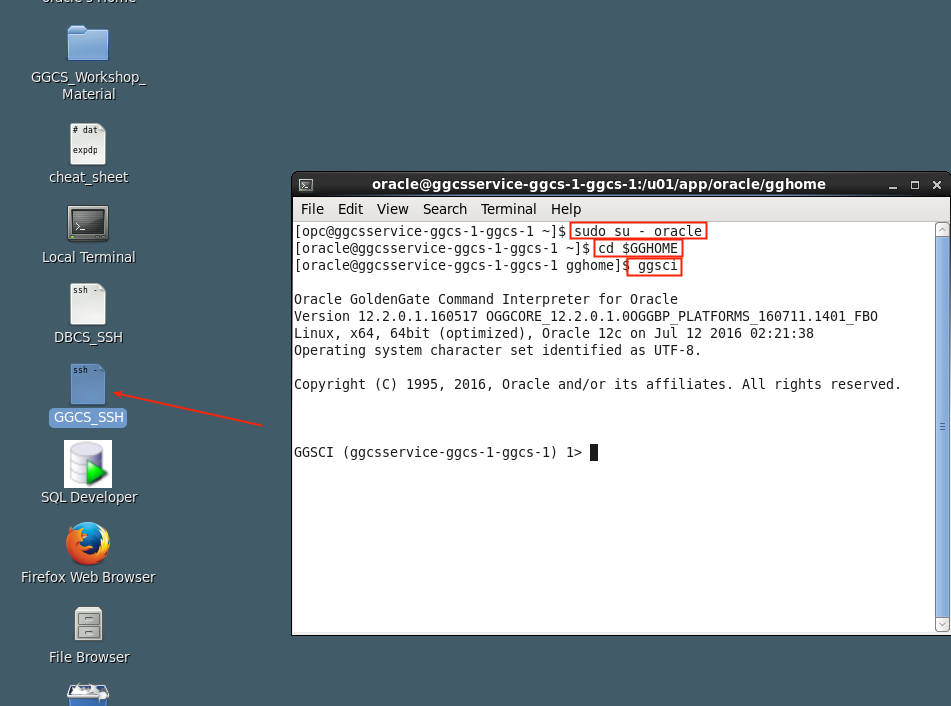 oracle's Home
GGCS_Workshop_
Material
# dat
expdp
cheat_sheet
Local Terminal
ssh -
DBCS_SSH
ssh -
GGCS_SSH
SQL Developer
Firefox Web Browser
File Browser
oracle@ggcsservice-ggcs-1-ggcs-1:/u01/app/oracle/gghome
File Edit View Search Terminal Help
[opc@ggcsservice-ggcs-1-ggcs-1 ~]$ sudo su - oracle
[oracle@ggcsservice-ggcs-1-ggcs-1 ~]$ cd $GGHOME
[oracle@ggcsservice-ggcs-1-ggcs-1 gghome]$ ggsci
Oracle GoldenGate Command Interpreter for Oracle
Version 12.2.0.1.160517 OGGCORE_12.2.0.1.0OGGBP_PLATFORMS_160711.1401_FBO
Linux, x64, 64bit (optimized), Oracle 12c on Jul 12 2016 02:21:38
Operating system character set identified as UTF-8.
Copyright (C) 1995, 2016, Oracle and/or its affiliates. All rights reserved.
GGSCI (ggcsservice-ggcs-1-ggcs-1) 1>